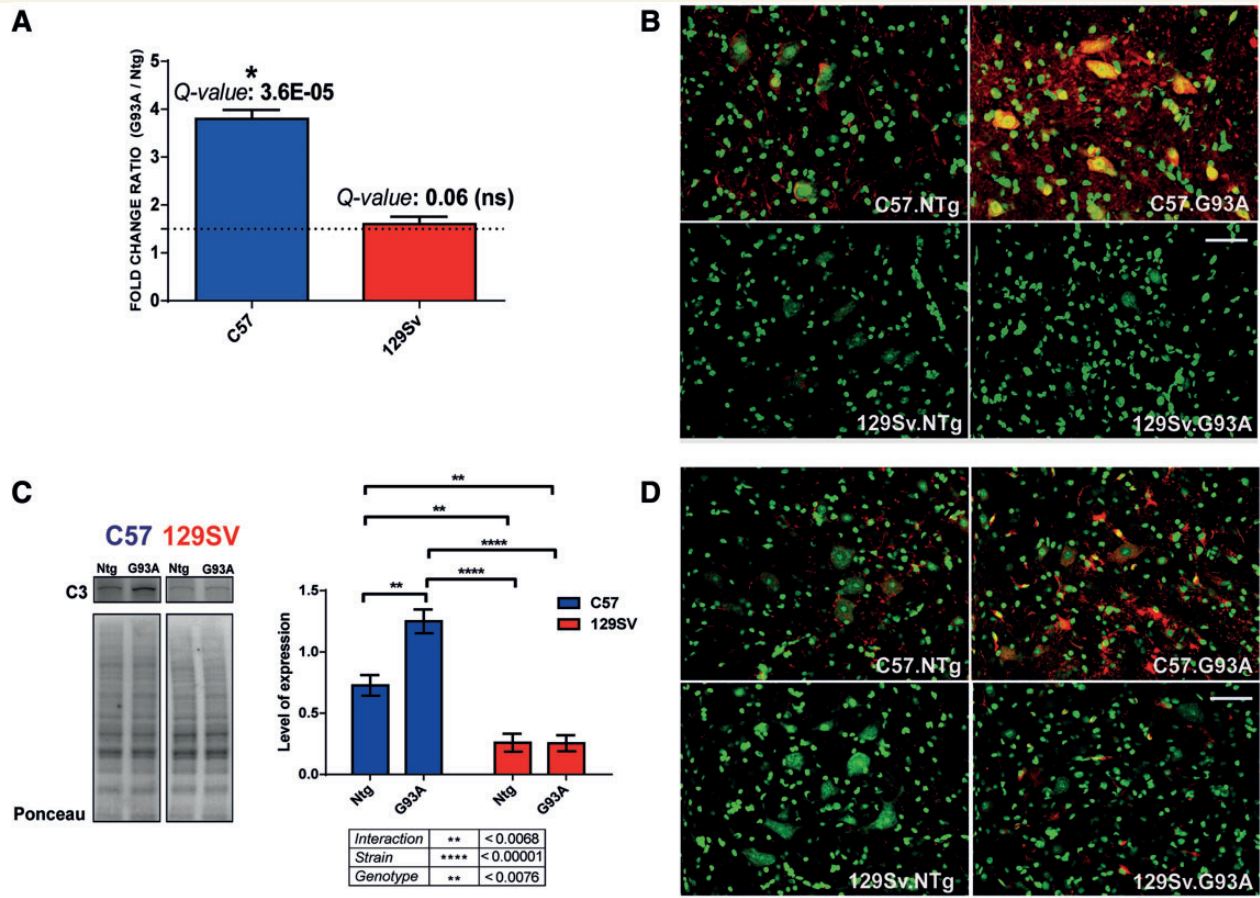 A
FOLD CHANGE RATIO (G93A / Ntg)
5
4
3
2
1
0
*
Q-value: 3.6E-05
Q-value: 0.06 (ns)
C57
129Sv
B
C57.NTg
C57.G93A
129Sv.NTg
129Sv.G93A
C
C57 129SV
Ntg G93A Ntg G93A
C3
Ponceau
**
**
****
** ****
Level of expression
1.5
1.0
0.5
0.0
C57
129SV
Ntg
G93A
Ntg
G93A
Interaction ** < 0.0068
Strain **** < 0.00001
Genotype ** < 0.0076
D
C57.NTg
C57.G93A
129Sv.NTg
129Sv.G93A